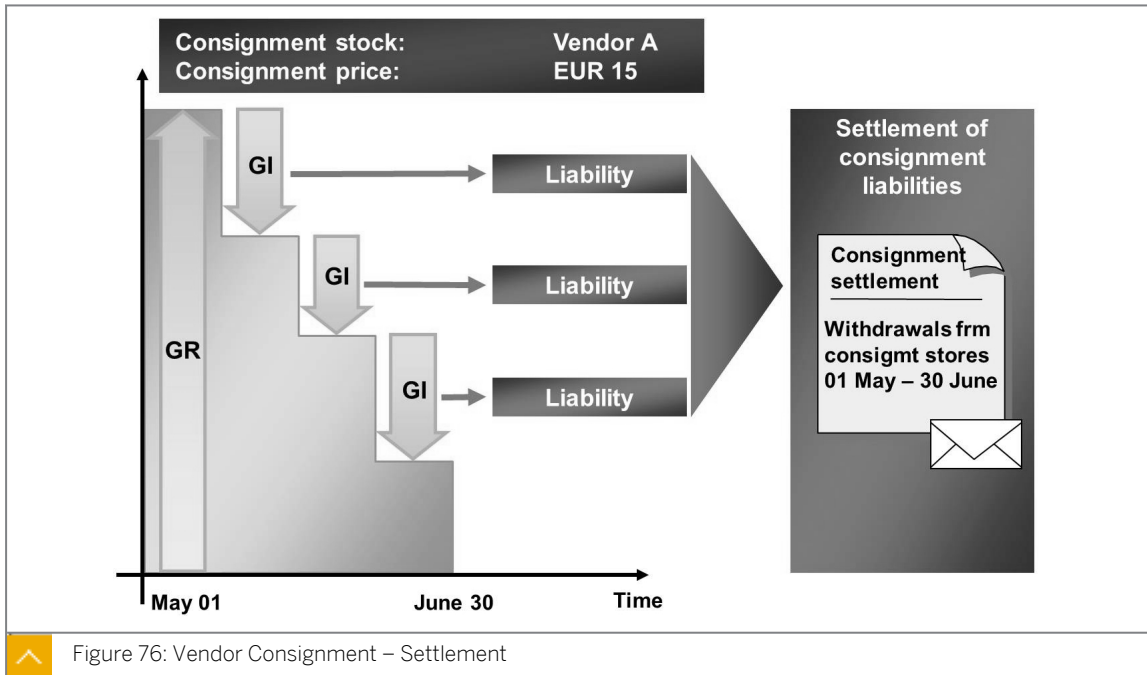 Consignment stock: Vendor A
Consignment price: EUR 15
GI
Liability
GI
Liability
GR
GI
Liability
Settlement of
consignment
liabilities
Consignment
settlement
Withdrawals frm
consigmt stores
01 May – 30 June
May 01
June 30
Time
Figure 76: Vendor Consignment – Settlement